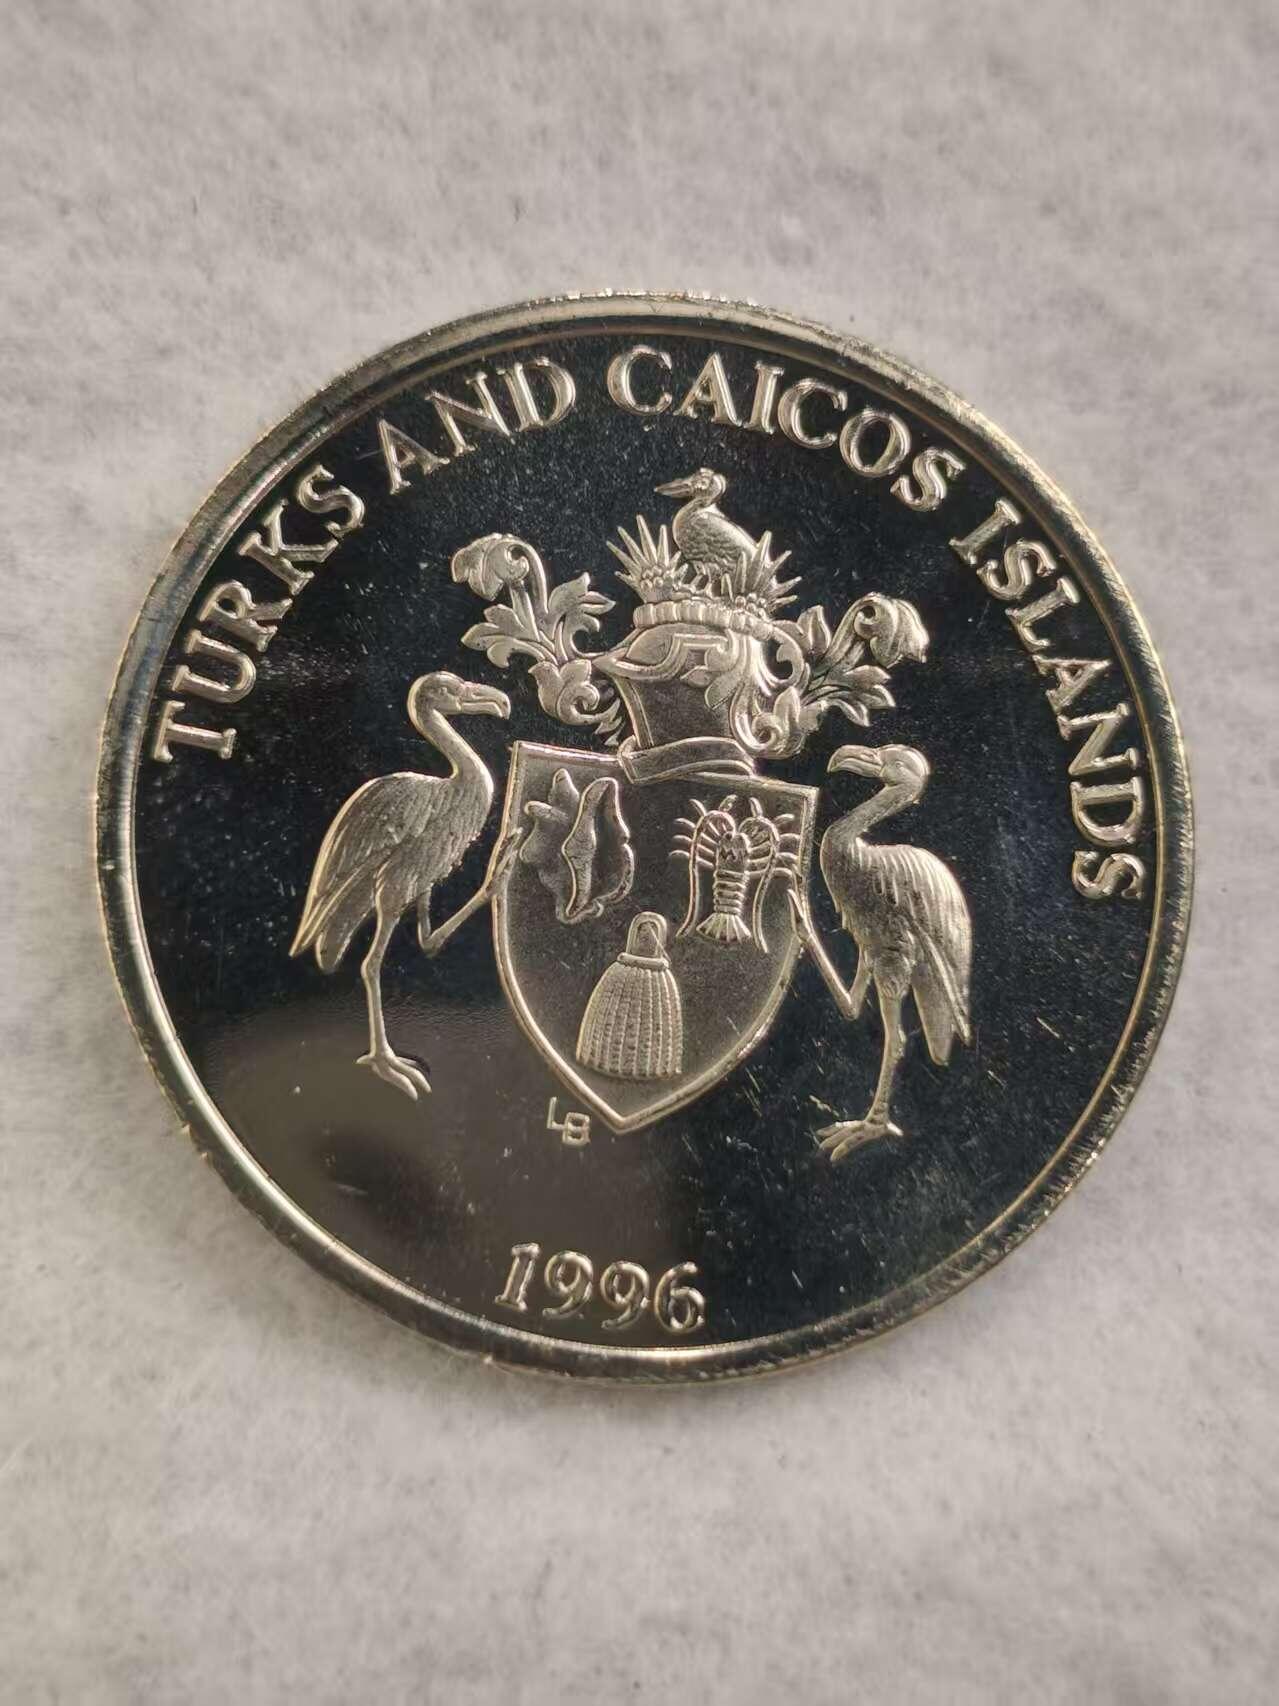 TURKS AND CAICOS ISLANDS
LB
1996